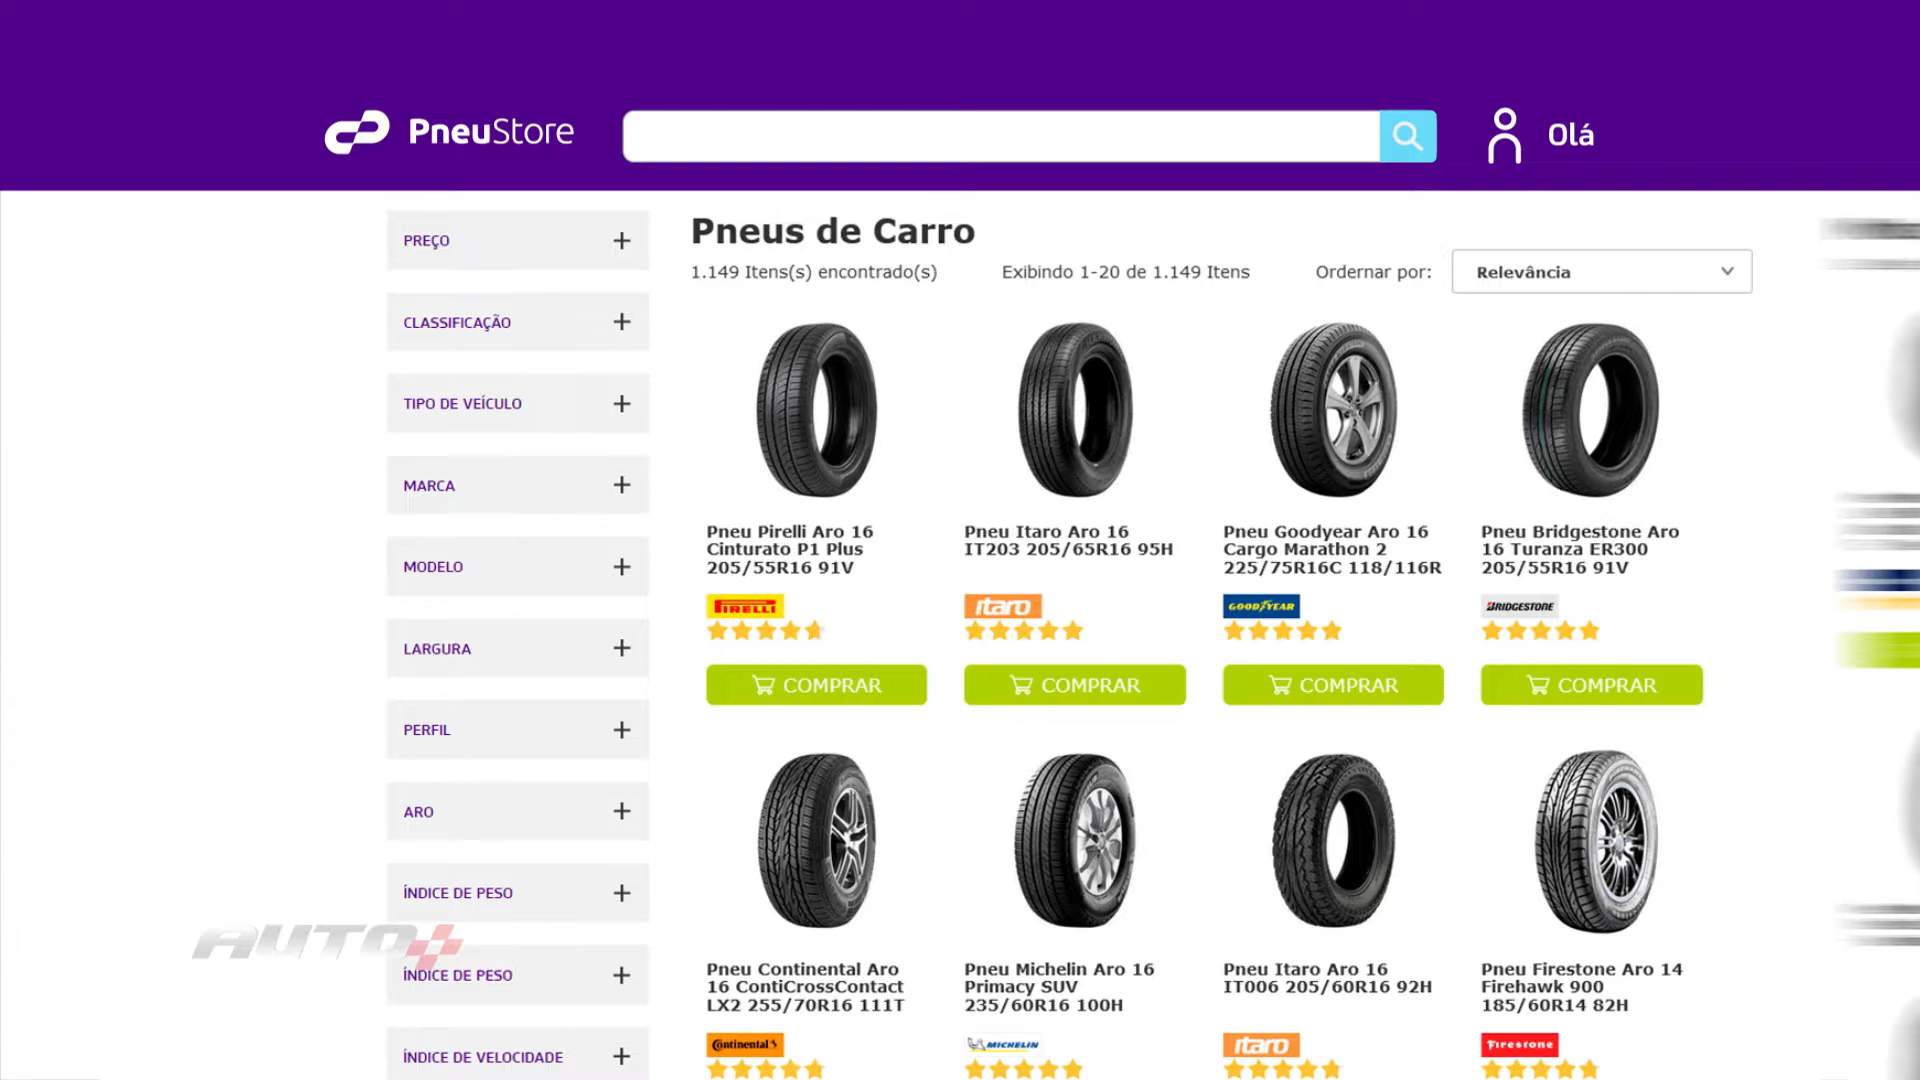 PneuStore
Olá
PREÇO
CLASSIFICAÇÃO
TIPO DE VEÍCULO
MARCA
MODELO
LARGURA
PERFIL
ARO
ÍNDICE DE PESO
ÍNDICE DE PESO
ÍNDICE DE VELOCIDADE
AUTO+
Pneus de Carro
1.149 Itens(s) encontrado(s)
Exibindo 1-20 de 1.149 Itens
Ordernar por:
Relevância
Pneu Pirelli Aro 16
Cinturato P1 Plus
205/55R16 91V
PIRELLI
COMPRAR
Pneu Itaro Aro 16
IT203 205/65R16 95H
itaro
COMPRAR
Pneu Goodyear Aro 16
Cargo Marathon 2
225/75R16C 118/116R
GOODYEAR
COMPRAR
Pneu Bridgestone Aro
16 Turanza ER300
205/55R16 91V
BRIDGESTONE
COMPRAR
Pneu Continental Aro
16 ContiCrossContact
LX2 255/70R16 111T
Continental
Pneu Michelin Aro 16
Primacy SUV
235/60R16 100H
MICHELIN
Pneu Itaro Aro 16
IT006 205/60R16 92H
itaro
Pneu Firestone Aro 14
Firehawk 900
185/60R14 82H
Firestone